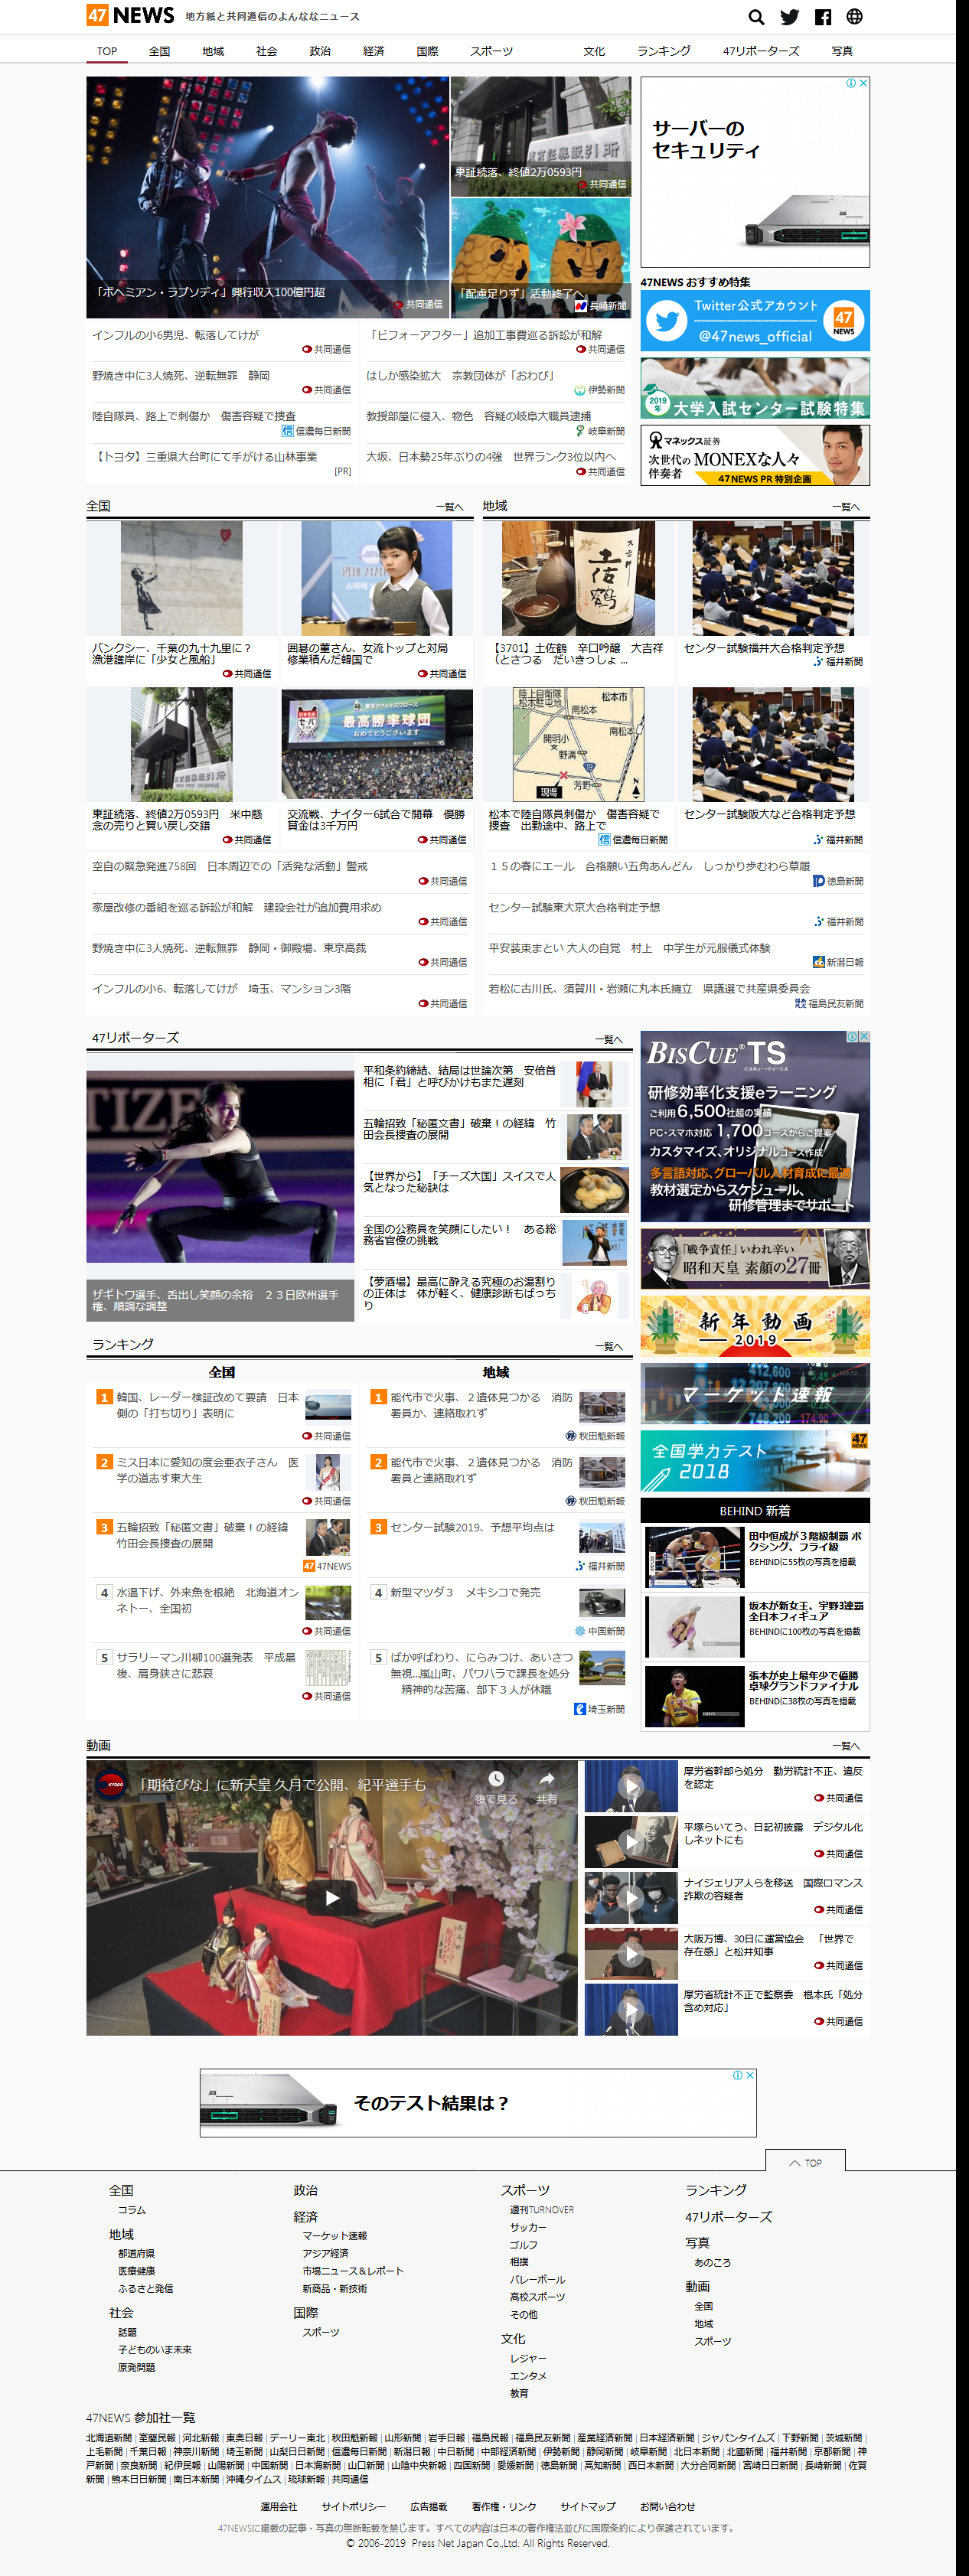 47 NEWS 地方紙と共同通信のよんななニュース
TOP 全国 地域 社会 政治 経済 国際 スポーツ 文化 ランキング 47リポーターズ 写真
「ボヘミアン・ラプソディ」興行収入100億円超
共同通信
東証続落、終値2万0593円
共同通信
「配慮足りず」活動終了へ
長崎新聞
サーバーの
セキュリティ
47NEWS おすすめ特集
Twitter公式アカウント
@47news_official
47
NEWS
2019年
大学入試センター試験特集
マネックス証券
次世代の
伴奏者
MONEXな人々
47NEWS PR 特別企画
インフルの小6男児、転落してけが
共同通信
野焼き中に3人焼死、逆転無罪 静岡
共同通信
陸自隊員、路上で刺傷か 傷害容疑で捜査
信濃毎日新聞
【トヨタ】三重県大台町にて手がける山林事業
[PR]
「ビフォーアフター」追加工事費巡る訴訟が和解
共同通信
はしか感染拡大 宗教団体が「おわび」
伊勢新聞
教授部屋に侵入、物色 容疑の岐阜大職員逮捕
岐阜新聞
大坂、日本勢25年ぶりの4強 世界ランク3位以内へ
共同通信
全国 一覧へ
バンクシー、千葉の九十九里に？
漁港護岸に「少女と風船」
共同通信
囲碁の菫さん、女流トップと対局
修業積んだ韓国で
共同通信
東証続落、終値2万0593円 米中懸
念の売りと買い戻し交錯
共同通信
最高勝率球団
おめでとうございます
交流戦、ナイター6試合で開幕 優勝
賞金は3千万円
共同通信
空自の緊急発進758回 日本周辺での「活発な活動」警戒
共同通信
家屋改修の番組を巡る訴訟が和解 建設会社が追加費用求め
共同通信
野焼き中に3人焼死、逆転無罪 静岡・御殿場、東京高裁
共同通信
インフルの小6、転落してけが 埼玉、マンション3階
共同通信
地域 一覧へ
土佐鶴
【3701】土佐鶴 辛口吟醸 大吉祥
（とさつる だいきっしょ ...
センター試験福井大合格判定予想
福井新聞
陸上自衛隊
松本駐屯地
松本市
南松本
南松本駅
開明小
野溝
19
芳野
現場
松本で陸自隊員刺傷か 傷害容疑で
捜査 出勤途中、路上で
信濃毎日新聞
センター試験阪大など合格判定予想
福井新聞
１５の春にエール 合格願い五角あんどん しっかり歩むわら草履
徳島新聞
センター試験東大京大合格判定予想
福井新聞
平安装束まとい 大人の自覚 村上 中学生が元服儀式体験
新潟日報
若松に古川氏、須賀川・岩瀬に丸本氏擁立 県議選で共産県委員会
福島民友新聞
47リポーターズ 一覧へ
TIZE
ザギトワ選手、舌出し笑顔の余裕 ２３日欧州選手
権、順調な調整
平和条約締結、結局は世論次第 安倍首
相に「君」と呼びかけもまた遅刻
五輪招致「秘匿文書」破棄！の経緯 竹
田会長捜査の展開
【世界から】「チーズ大国」スイスで人
気となった秘訣は
全国の公務員を笑顔にしたい！ ある総
務省官僚の挑戦
【夢酒場】最高に酔える究極のお湯割り
の正体は 体が軽く、健康診断もばっち
り
BISCUE® TS
ビスキュー・ティーエス
研修効率化支援eラーニング
ご利用6,500社超の実績
PC・スマホ対応 1,700コースからご提案
カスタマイズ、オリジナルコース作成
多言語対応、グローバル人材育成に最適
教材選定からスケジュール、
研修管理までサポート
「戦争責任」いわれ辛い
昭和天皇 素顔の27冊
新年動画
2019
マーケット速報
全国学力テスト
2018
47
NEWS
ランキング 一覧へ
全国
1 韓国、レーダー検証改めて要請 日本
側の「打ち切り」表明に
共同通信
2 ミス日本に愛知の度会亜衣子さん 医
学の道志す東大生
共同通信
3 五輪招致「秘匿文書」破棄！の経緯
竹田会長捜査の展開
47NEWS
4 水温下げ、外来魚を根絶 北海道オン
ネトー、全国初
共同通信
5 サラリーマン川柳100選発表 平成最
後、肩身狭さに悲哀
共同通信
地域
1 能代市で火事、２遺体見つかる 消防
署員か、連絡取れず
秋田魁新報
2 能代市で火事、２遺体見つかる 消防
署員と連絡取れず
秋田魁新報
3 センター試験2019、予想平均点は
福井新聞
4 新型マツダ３ メキシコで発売
中国新聞
5 ばか呼ばわり、にらみつけ、あいさつ
無視…嵐山町、パワハラで課長を処分
精神的な苦痛、部下３人が休職
埼玉新聞
BEHIND 新着
田中恒成が３階級制覇 ボ
クシング、フライ級
BEHINDに55枚の写真を掲載
坂本が新女王、宇野3連覇
全日本フィギュア
BEHINDに100枚の写真を掲載
張本が史上最年少で優勝
卓球グランドファイナル
BEHINDに38枚の写真を掲載
動画 一覧へ
KYODO
「期待びな」に新天皇 久月で公開、紀平選手も
後で見る 共有
厚労省幹部ら処分 勤労統計不正、違反
を認定
共同通信
平塚らいてう、日記初披露 デジタル化
しネットにも
共同通信
ナイジェリア人らを移送 国際ロマンス
詐欺の容疑者
共同通信
大阪万博、30日に運営協会 「世界で
存在感」と松井知事
共同通信
厚労省統計不正で監察委 根本氏「処分
含め対応」
共同通信
そのテスト結果は？
TOP
全国
コラム
地域
都道府県
医療健康
ふるさと発信
社会
話題
子どものいま未来
原発問題
政治
経済
マーケット速報
アジア経済
市場ニュース＆レポート
新商品・新技術
国際
スポーツ
スポーツ
週刊TURNOVER
サッカー
ゴルフ
相撲
バレーボール
高校スポーツ
その他
文化
レジャー
エンタメ
教育
ランキング
47リポーターズ
写真
あのころ
動画
全国
地域
スポーツ
47NEWS 参加社一覧
北海道新聞 | 室蘭民報 | 河北新報 | 東奥日報 | デーリー東北 | 秋田魁新報 | 山形新聞 | 岩手日報 | 福島民報 | 福島民友新聞 | 産業経済新聞 | 日本経済新聞 | ジャパンタイムズ | 下野新聞 | 茨城新聞 |
上毛新聞 | 千葉日報 | 神奈川新聞 | 埼玉新聞 | 山梨日日新聞 | 信濃毎日新聞 | 新潟日報 | 中日新聞 | 中部経済新聞 | 伊勢新聞 | 静岡新聞 | 岐阜新聞 | 北日本新聞 | 北國新聞 | 福井新聞 | 京都新聞 | 神
戸新聞 | 奈良新聞 | 紀伊民報 | 山陽新聞 | 中国新聞 | 日本海新聞 | 山口新聞 | 山陰中央新報 | 四国新聞 | 愛媛新聞 | 徳島新聞 | 高知新聞 | 西日本新聞 | 大分合同新聞 | 宮崎日日新聞 | 長崎新聞 | 佐賀
新聞 | 熊本日日新聞 | 南日本新聞 | 沖縄タイムス | 琉球新報 | 共同通信
運用会社 サイトポリシー 広告掲載 著作権・リンク サイトマップ お問い合わせ
47NEWSに掲載の記事・写真の無断転載を禁じます。すべての内容は日本の著作権法並びに国際条約により保護されています。
© 2006-2019 Press Net Japan Co.,Ltd. All Rights Reserved.